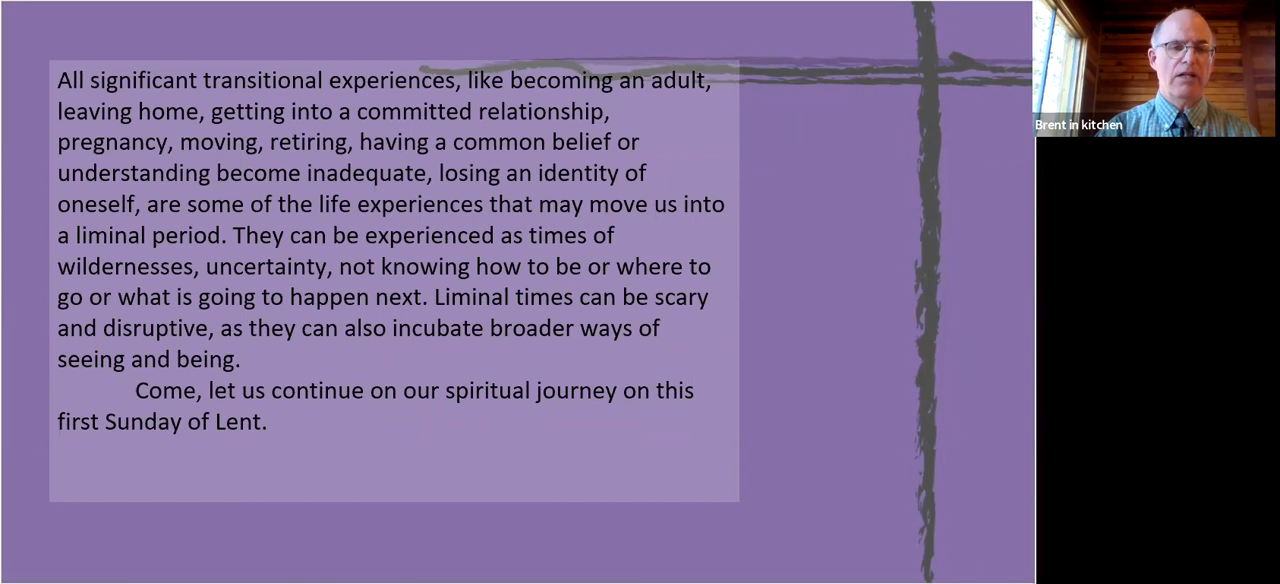 All significant transitional experiences, like becoming an adult,
leaving home, getting into a committed relationship,
pregnancy, moving, retiring, having a common belief or
understanding become inadequate, losing an identity of
oneself, are some of the life experiences that may move us into
a liminal period. They can be experienced as times of
wildernesses, uncertainty, not knowing how to be or where to
go or what is going to happen next. Liminal times can be scary
and disruptive, as they can also incubate broader ways of
seeing and being.
Come, let us continue on our spiritual journey on this
first Sunday of Lent.
Brent in kitchen